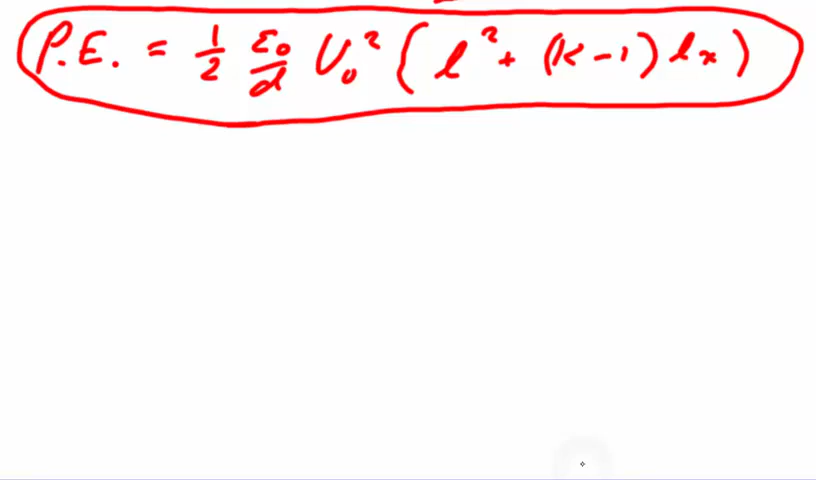 P.E. = 1/2 ε₀/d V₀² ( l² + (K - 1) l x )